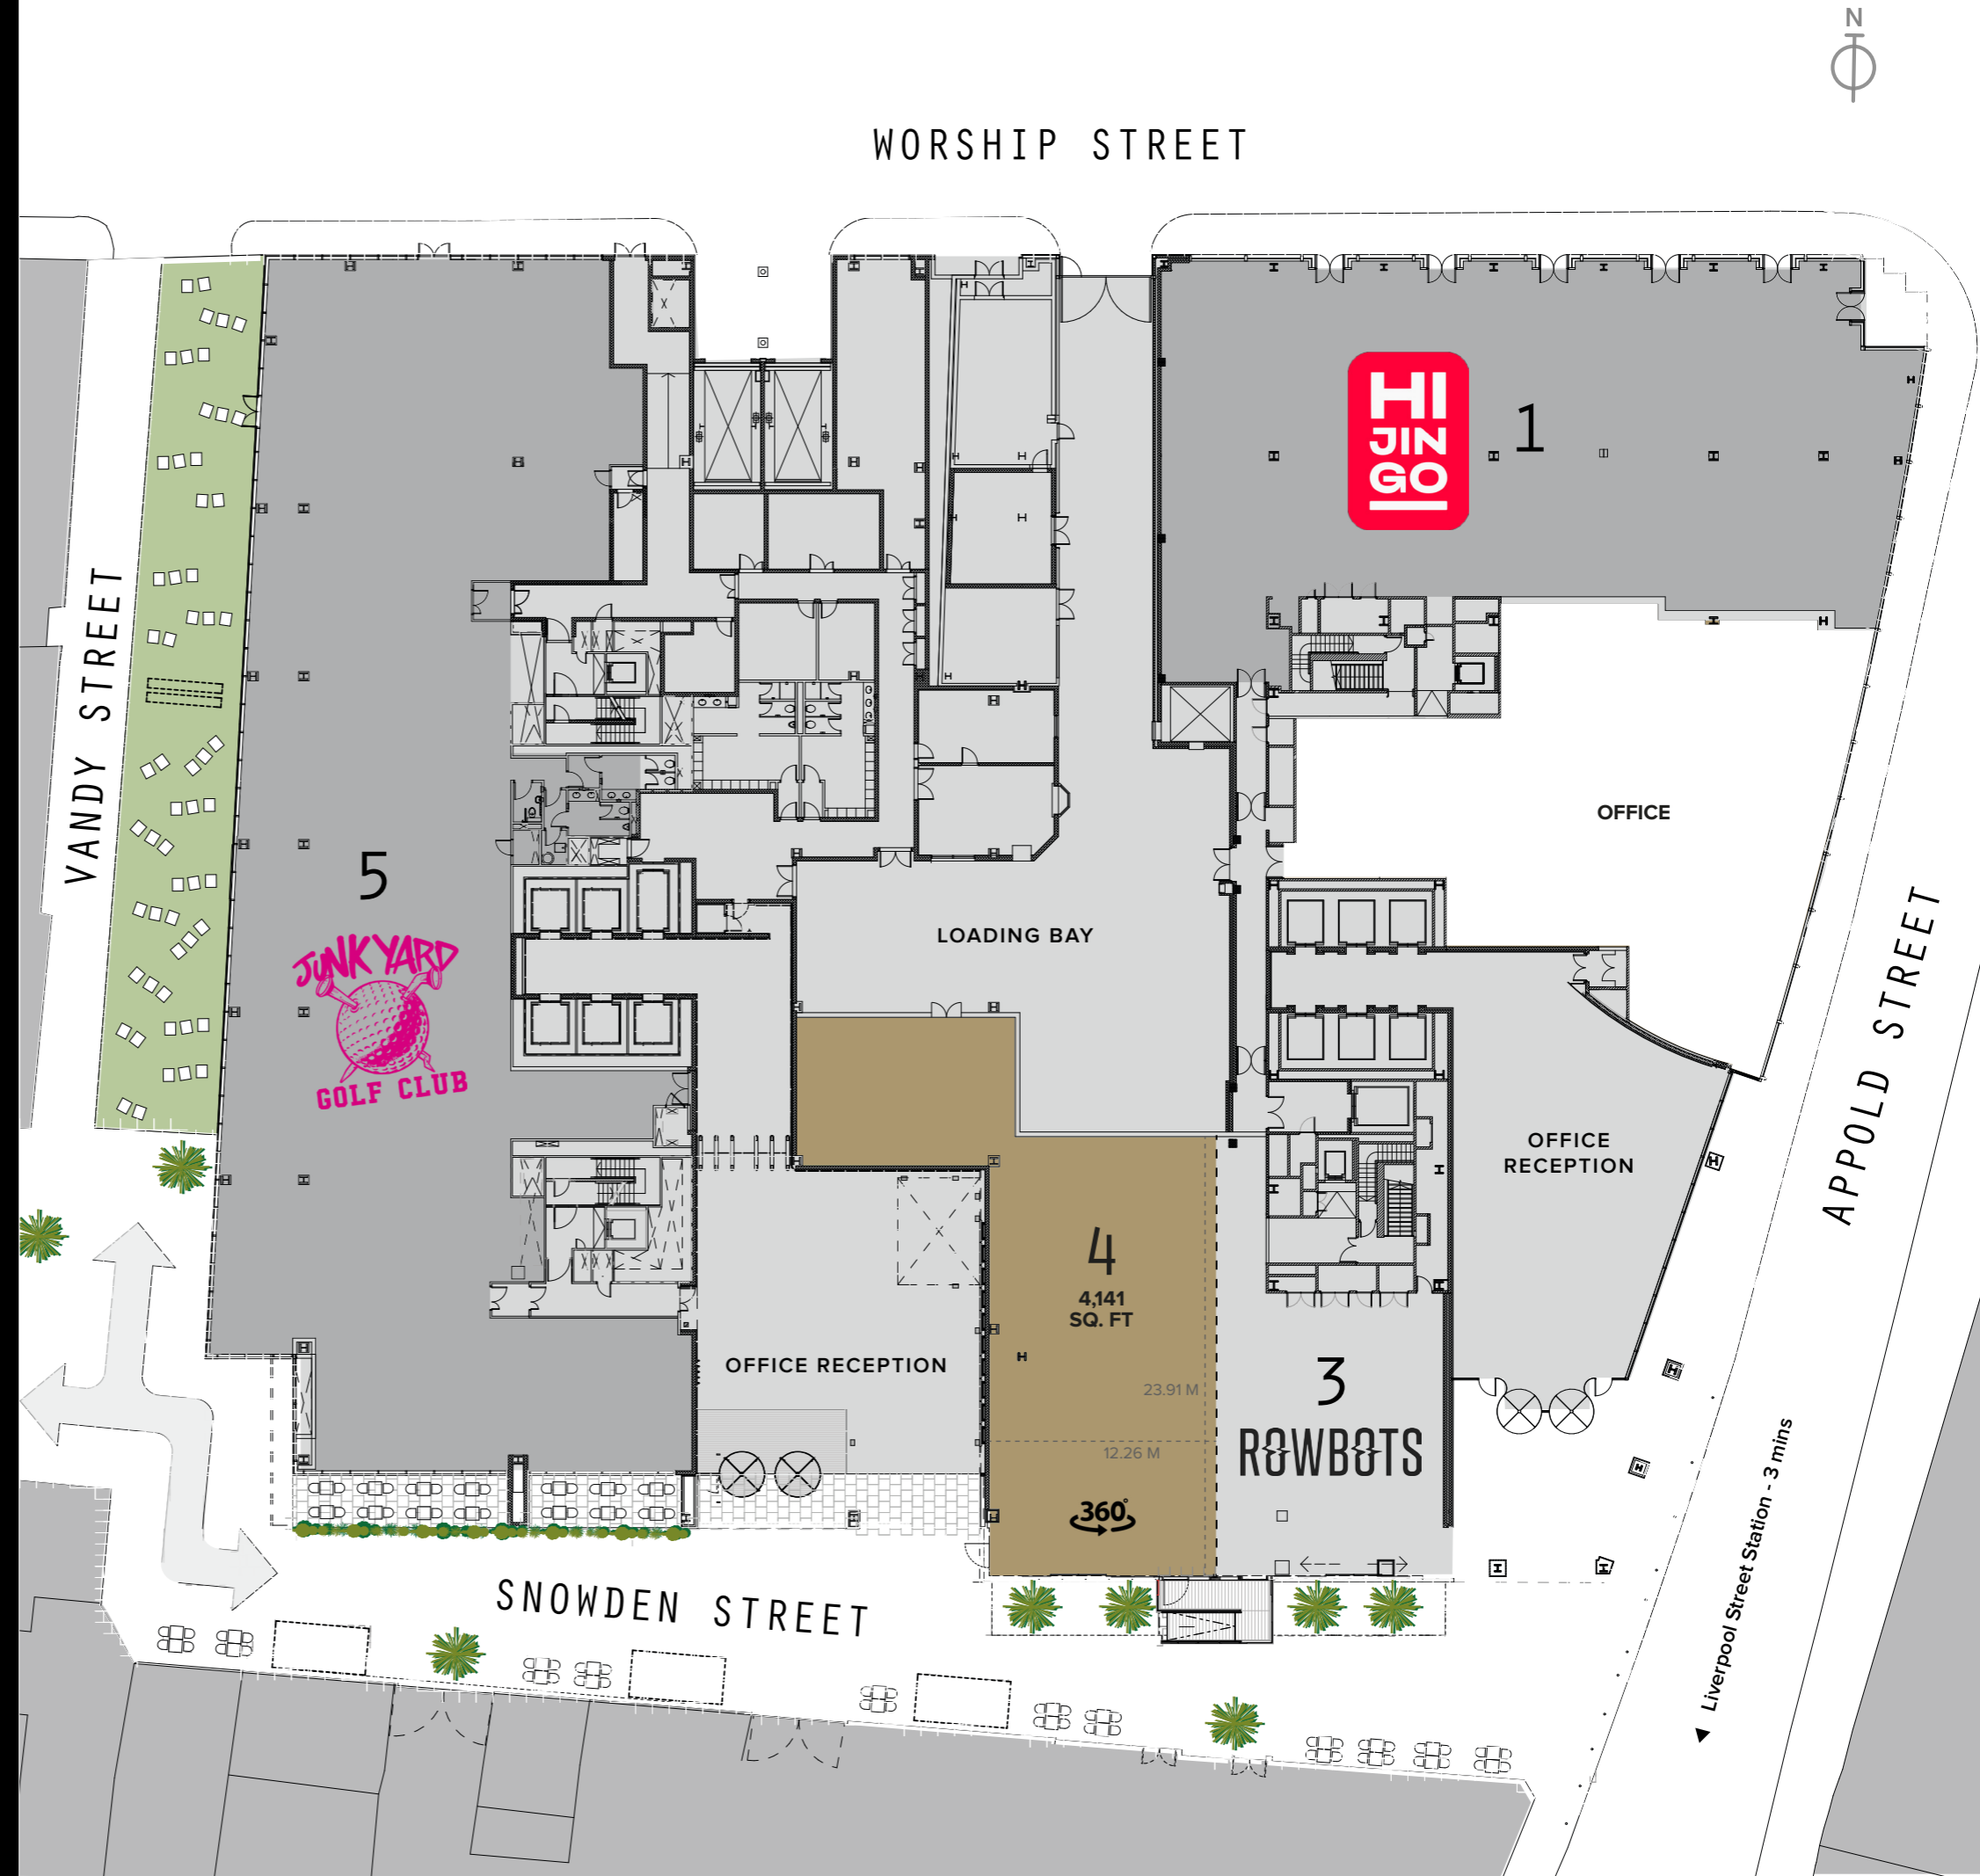 N
WORSHIP STREET
HI
JIN
GO
1
VANDY STREET
OFFICE
5
JUNKYARD
GOLF CLUB
LOADING BAY
APPOLD STREET
OFFICE
RECEPTION
4
4,141
SQ. FT
OFFICE RECEPTION
3
23.91 M
ROWBOTS
12.26 M
360°
Liverpool Street Station - 3 mins
SNOWDEN STREET